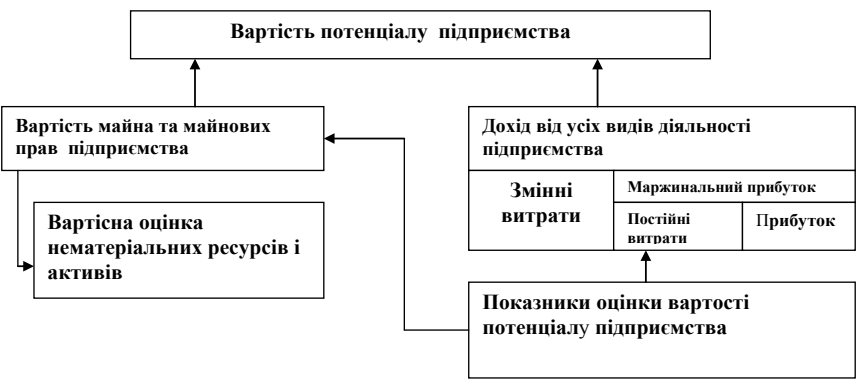 Вартість потенціалу підприємства
Вартість майна та майнових
прав підприємства
Вартісна оцінка
нематеріальних ресурсів і
активів
Дохід від усіх видів діяльності
підприємства
Змінні
витрати
Маржинальний прибуток
Постійні
витрати
Прибуток
Показники оцінки вартості
потенціалу підприємства